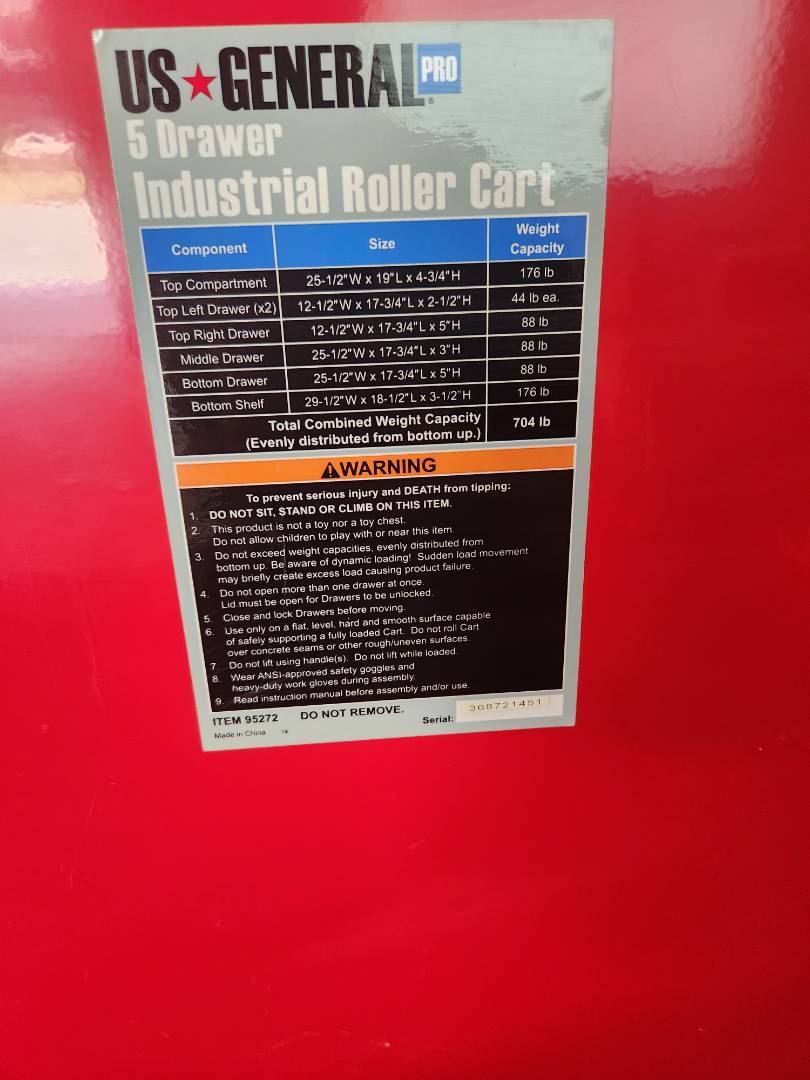 US★GENERAL PRO®
5 Drawer
Industrial Roller Cart
Component Size Weight Capacity
Top Compartment 25-1/2"W x 19"L x 4-3/4"H 176 lb
Top Left Drawer (x2) 12-1/2"W x 17-3/4"L x 2-1/2"H 44 lb ea.
Top Right Drawer 12-1/2"W x 17-3/4"L x 5"H 88 lb
Middle Drawer 25-1/2"W x 17-3/4"L x 3"H 88 lb
Bottom Drawer 25-1/2"W x 17-3/4"L x 5"H 88 lb
Bottom Shelf 29-1/2"W x 18-1/2"L x 3-1/2"H 176 lb
Total Combined Weight Capacity
(Evenly distributed from bottom up.) 704 lb
⚠WARNING
To prevent serious injury and DEATH from tipping:
1. DO NOT SIT, STAND OR CLIMB ON THIS ITEM.
2. This product is not a toy nor a toy chest.
Do not allow children to play with or near this item.
3. Do not exceed weight capacities, evenly distributed from
bottom up. Be aware of dynamic loading! Sudden load movement
may briefly create excess load causing product failure.
4. Do not open more than one drawer at once.
Lid must be open for Drawers to be unlocked.
5. Close and lock Drawers before moving.
6. Use only on a flat, level, hard and smooth surface capable
of safely supporting a fully loaded Cart. Do not roll Cart
over concrete seams or other rough/uneven surfaces.
7. Do not lift using handle(s). Do not lift while loaded.
8. Wear ANSI-approved safety goggles and
heavy-duty work gloves during assembly.
9. Read instruction manual before assembly and/or use.
ITEM 95272 DO NOT REMOVE. Serial: 368721451
Made in China